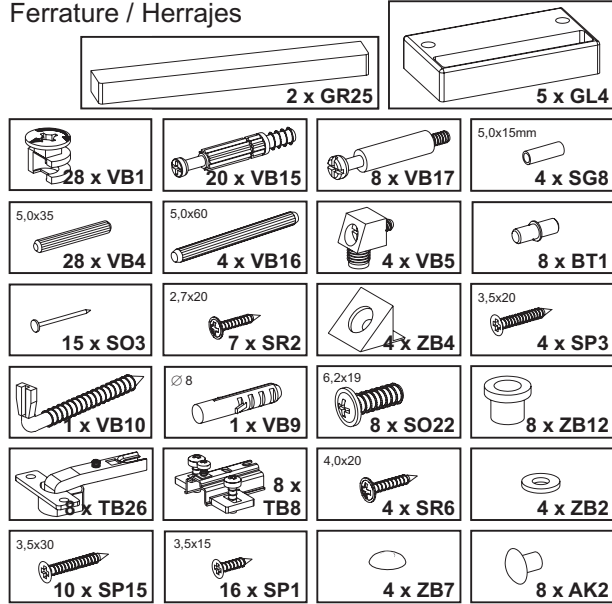 Ferrature / Herrajes
2 x GR25
5 x GL4
28 x VB1
20 x VB15
8 x VB17
5,0x15mm
4 x SG8
5,0x35
28 x VB4
5,0x60
4 x VB16
4 x VB5
8 x BT1
15 x SO3
2,7x20
7 x SR2
4 x ZB4
3,5x20
4 x SP3
1 x VB10
∅ 8
1 x VB9
6,2x19
8 x SO22
8 x ZB12
8 x TB26
8 x
TB8
4,0x20
4 x SR6
4 x ZB2
3,5x30
10 x SP15
3,5x15
16 x SP1
4 x ZB7
8 x AK2